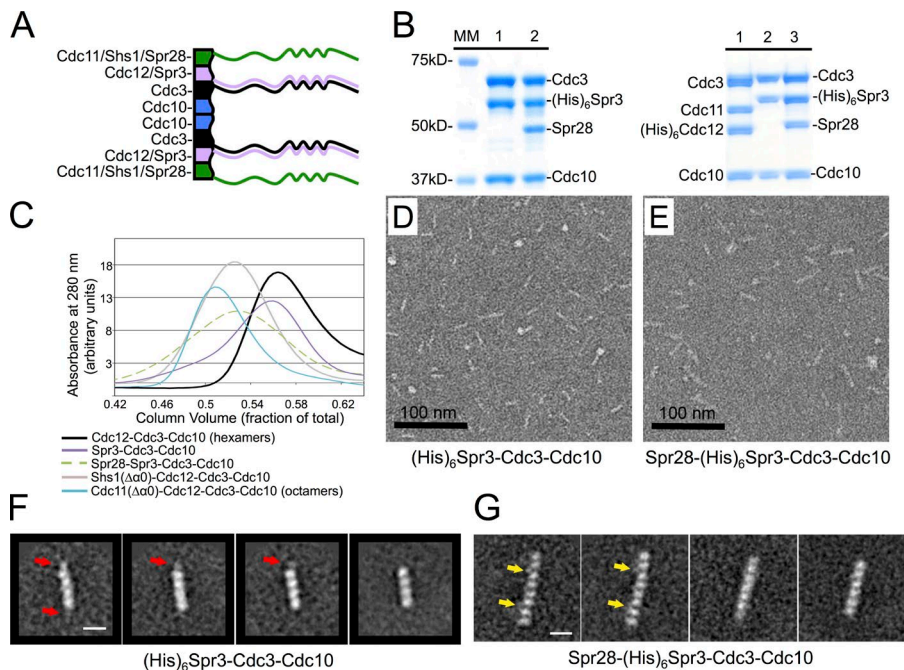 A
Cdc11/Shs1/Spr28-
Cdc12/Spr3-
Cdc3-
Cdc10-
Cdc10-
Cdc3-
Cdc12/Spr3-
Cdc11/Shs1/Spr28-
B
MM 1 2
75kD-
50kD-
37kD-
-Cdc3
-(His)6Spr3
-Spr28
-Cdc10
1 2 3
Cdc3-
Cdc11-
(His)6Cdc12-
Cdc10-
-Cdc3
-(His)6Spr3
-Spr28
-Cdc10
C
Absorbance at 280 nm
(arbitrary units)
18
13
8
3
0.42 0.46 0.5 0.54 0.58 0.62
Column Volume (fraction of total)
Cdc12-Cdc3-Cdc10 (hexamers)
Spr3-Cdc3-Cdc10
Spr28-Spr3-Cdc3-Cdc10
Shs1(Δα0)-Cdc12-Cdc3-Cdc10
Cdc11(Δα0)-Cdc12-Cdc3-Cdc10 (octamers)
D
100 nm
(His)6Spr3-Cdc3-Cdc10
E
100 nm
Spr28-(His)6Spr3-Cdc3-Cdc10
F
(His)6Spr3-Cdc3-Cdc10
G
Spr28-(His)6Spr3-Cdc3-Cdc10